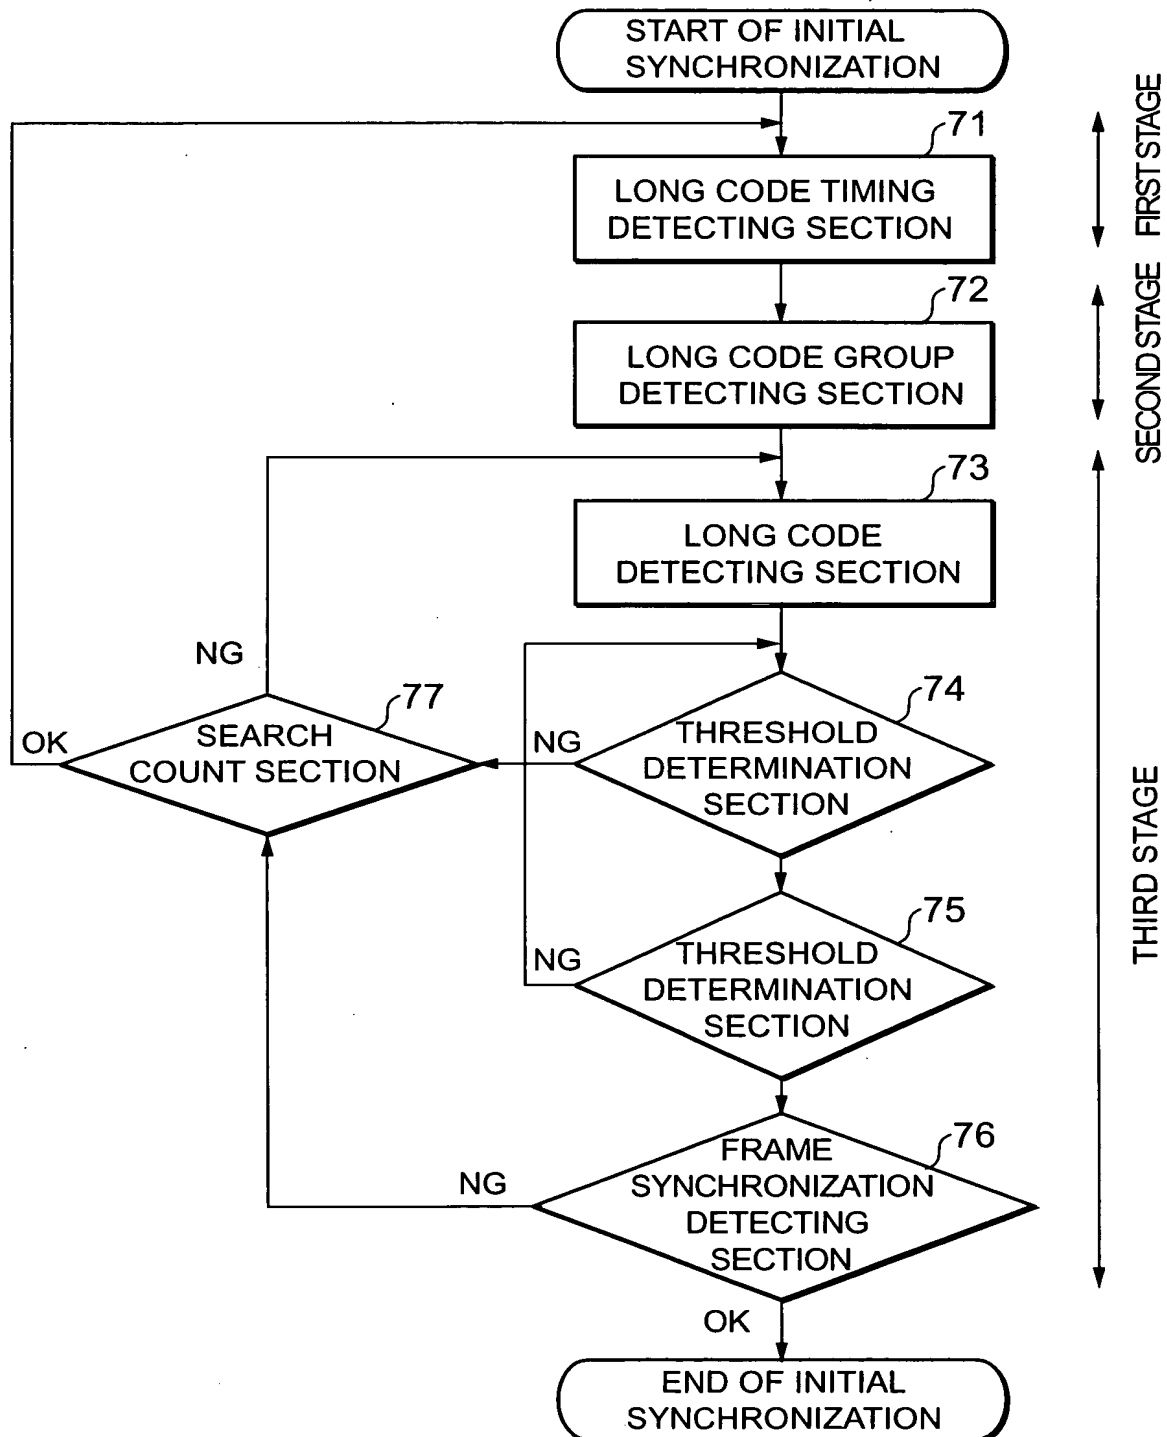 START OF INITIAL
SYNCHRONIZATION
71
LONG CODE TIMING
DETECTING SECTION
FIRST STAGE
72
LONG CODE GROUP
DETECTING SECTION
SECOND STAGE
73
LONG CODE
DETECTING SECTION
NG
77
SEARCH
COUNT SECTION
OK
NG
74
THRESHOLD
DETERMINATION
SECTION
THIRD STAGE
75
NG
THRESHOLD
DETERMINATION
SECTION
76
NG
FRAME
SYNCHRONIZATION
DETECTING
SECTION
OK
END OF INITIAL
SYNCHRONIZATION